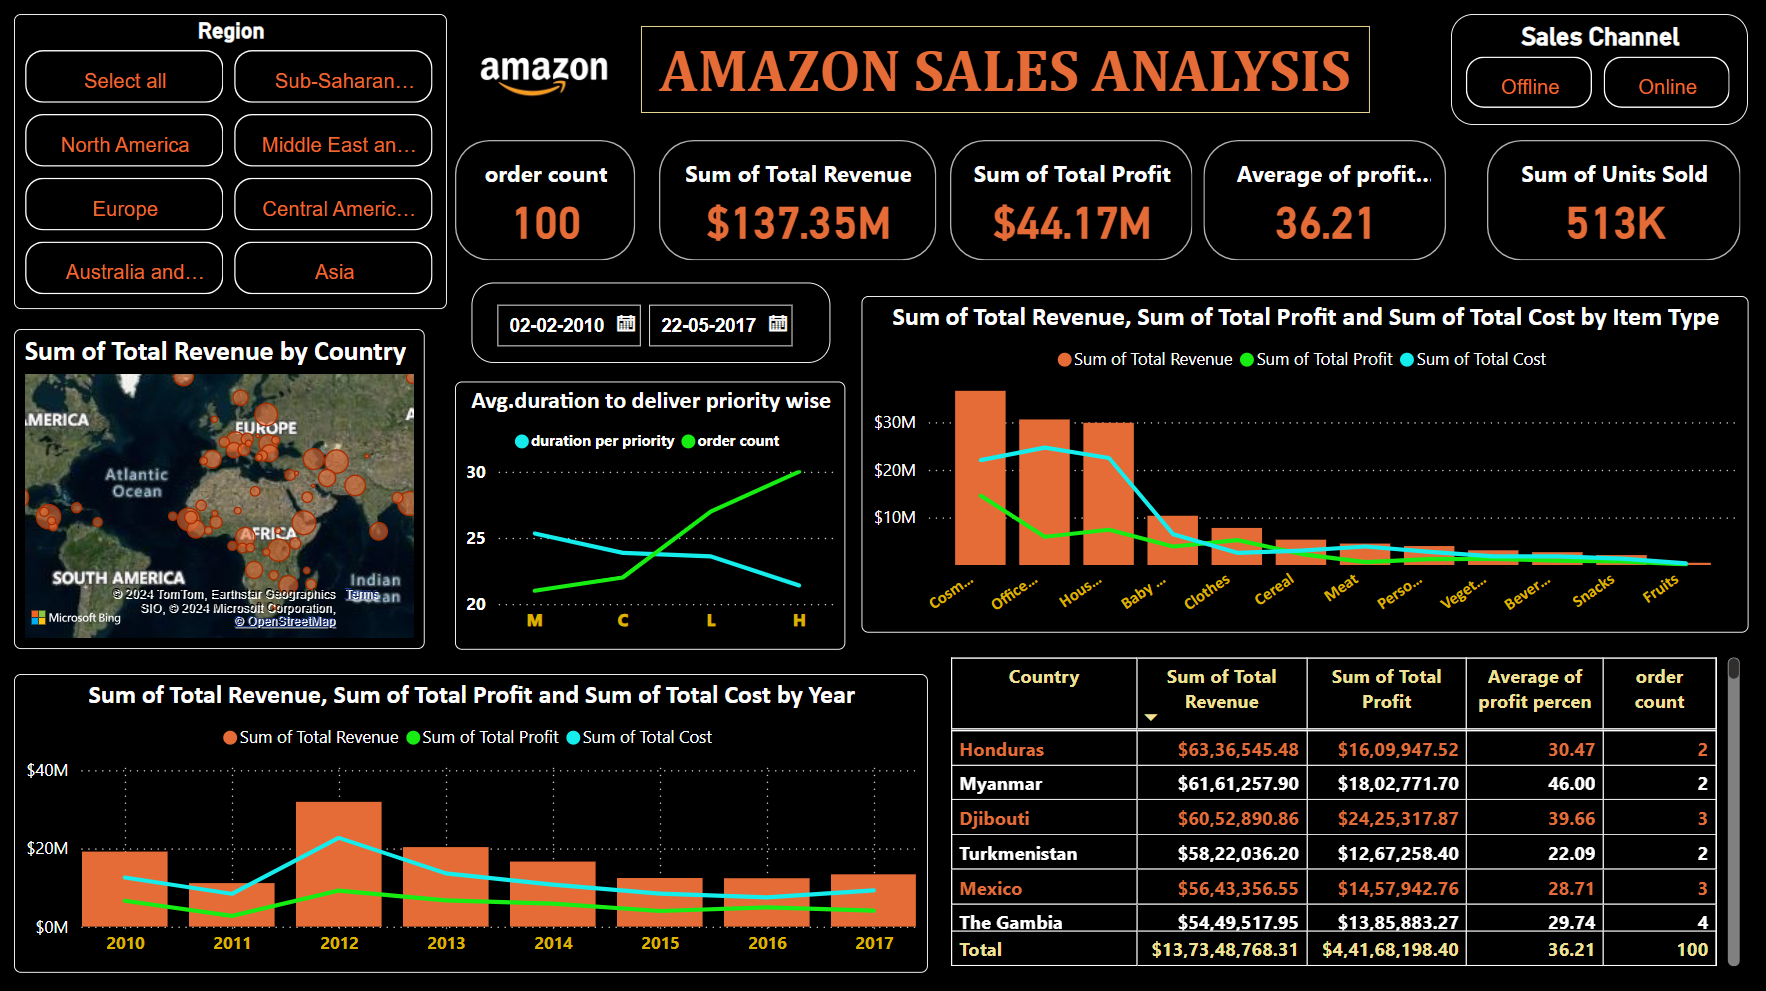 Region
Select all
Sub-Saharan...
North America
Middle East an...
Europe
Central Americ...
Australia and...
Asia
amazon
AMAZON SALES ANALYSIS
Sales Channel
Offline
Online
order count
100
Sum of Total Revenue
$137.35M
Sum of Total Profit
$44.17M
Average of profit...
36.21
Sum of Units Sold
513K
02-02-2010
22-05-2017
Sum of Total Revenue by Country
AMERICA
EUROPE
A
Atlantic
Ocean
AFRICA
SOUTH AMERICA
Indian
Ocean
© 2024 TomTom, Earthstar Geographics
SIO, © 2024 Microsoft Corporation,
© OpenStreetMap
Terms
Microsoft Bing
Avg.duration to deliver priority wise
duration per priority order count
30
25
20
M C L H
Sum of Total Revenue, Sum of Total Profit and Sum of Total Cost by Item Type
Sum of Total Revenue Sum of Total Profit Sum of Total Cost
$30M
$20M
$10M
Cosm... Office... Hous... Baby ... Clothes Cereal Meat Perso... Veget... Bever... Snacks Fruits
Sum of Total Revenue, Sum of Total Profit and Sum of Total Cost by Year
Sum of Total Revenue Sum of Total Profit Sum of Total Cost
$40M
$20M
$0M
2010 2011 2012 2013 2014 2015 2016 2017
Country Sum of Total Sum of Total Average of order
Revenue Profit profit percen count
Honduras $63,36,545.48 $16,09,947.52 30.47 2
Myanmar $61,61,257.90 $18,02,771.70 46.00 2
Djibouti $60,52,890.86 $24,25,317.87 39.66 3
Turkmenistan $58,22,036.20 $12,67,258.40 22.09 2
Mexico $56,43,356.55 $14,57,942.76 28.71 3
The Gambia $54,49,517.95 $13,85,883.27 29.74 4
Total $13,73,48,768.31 $4,41,68,198.40 36.21 100